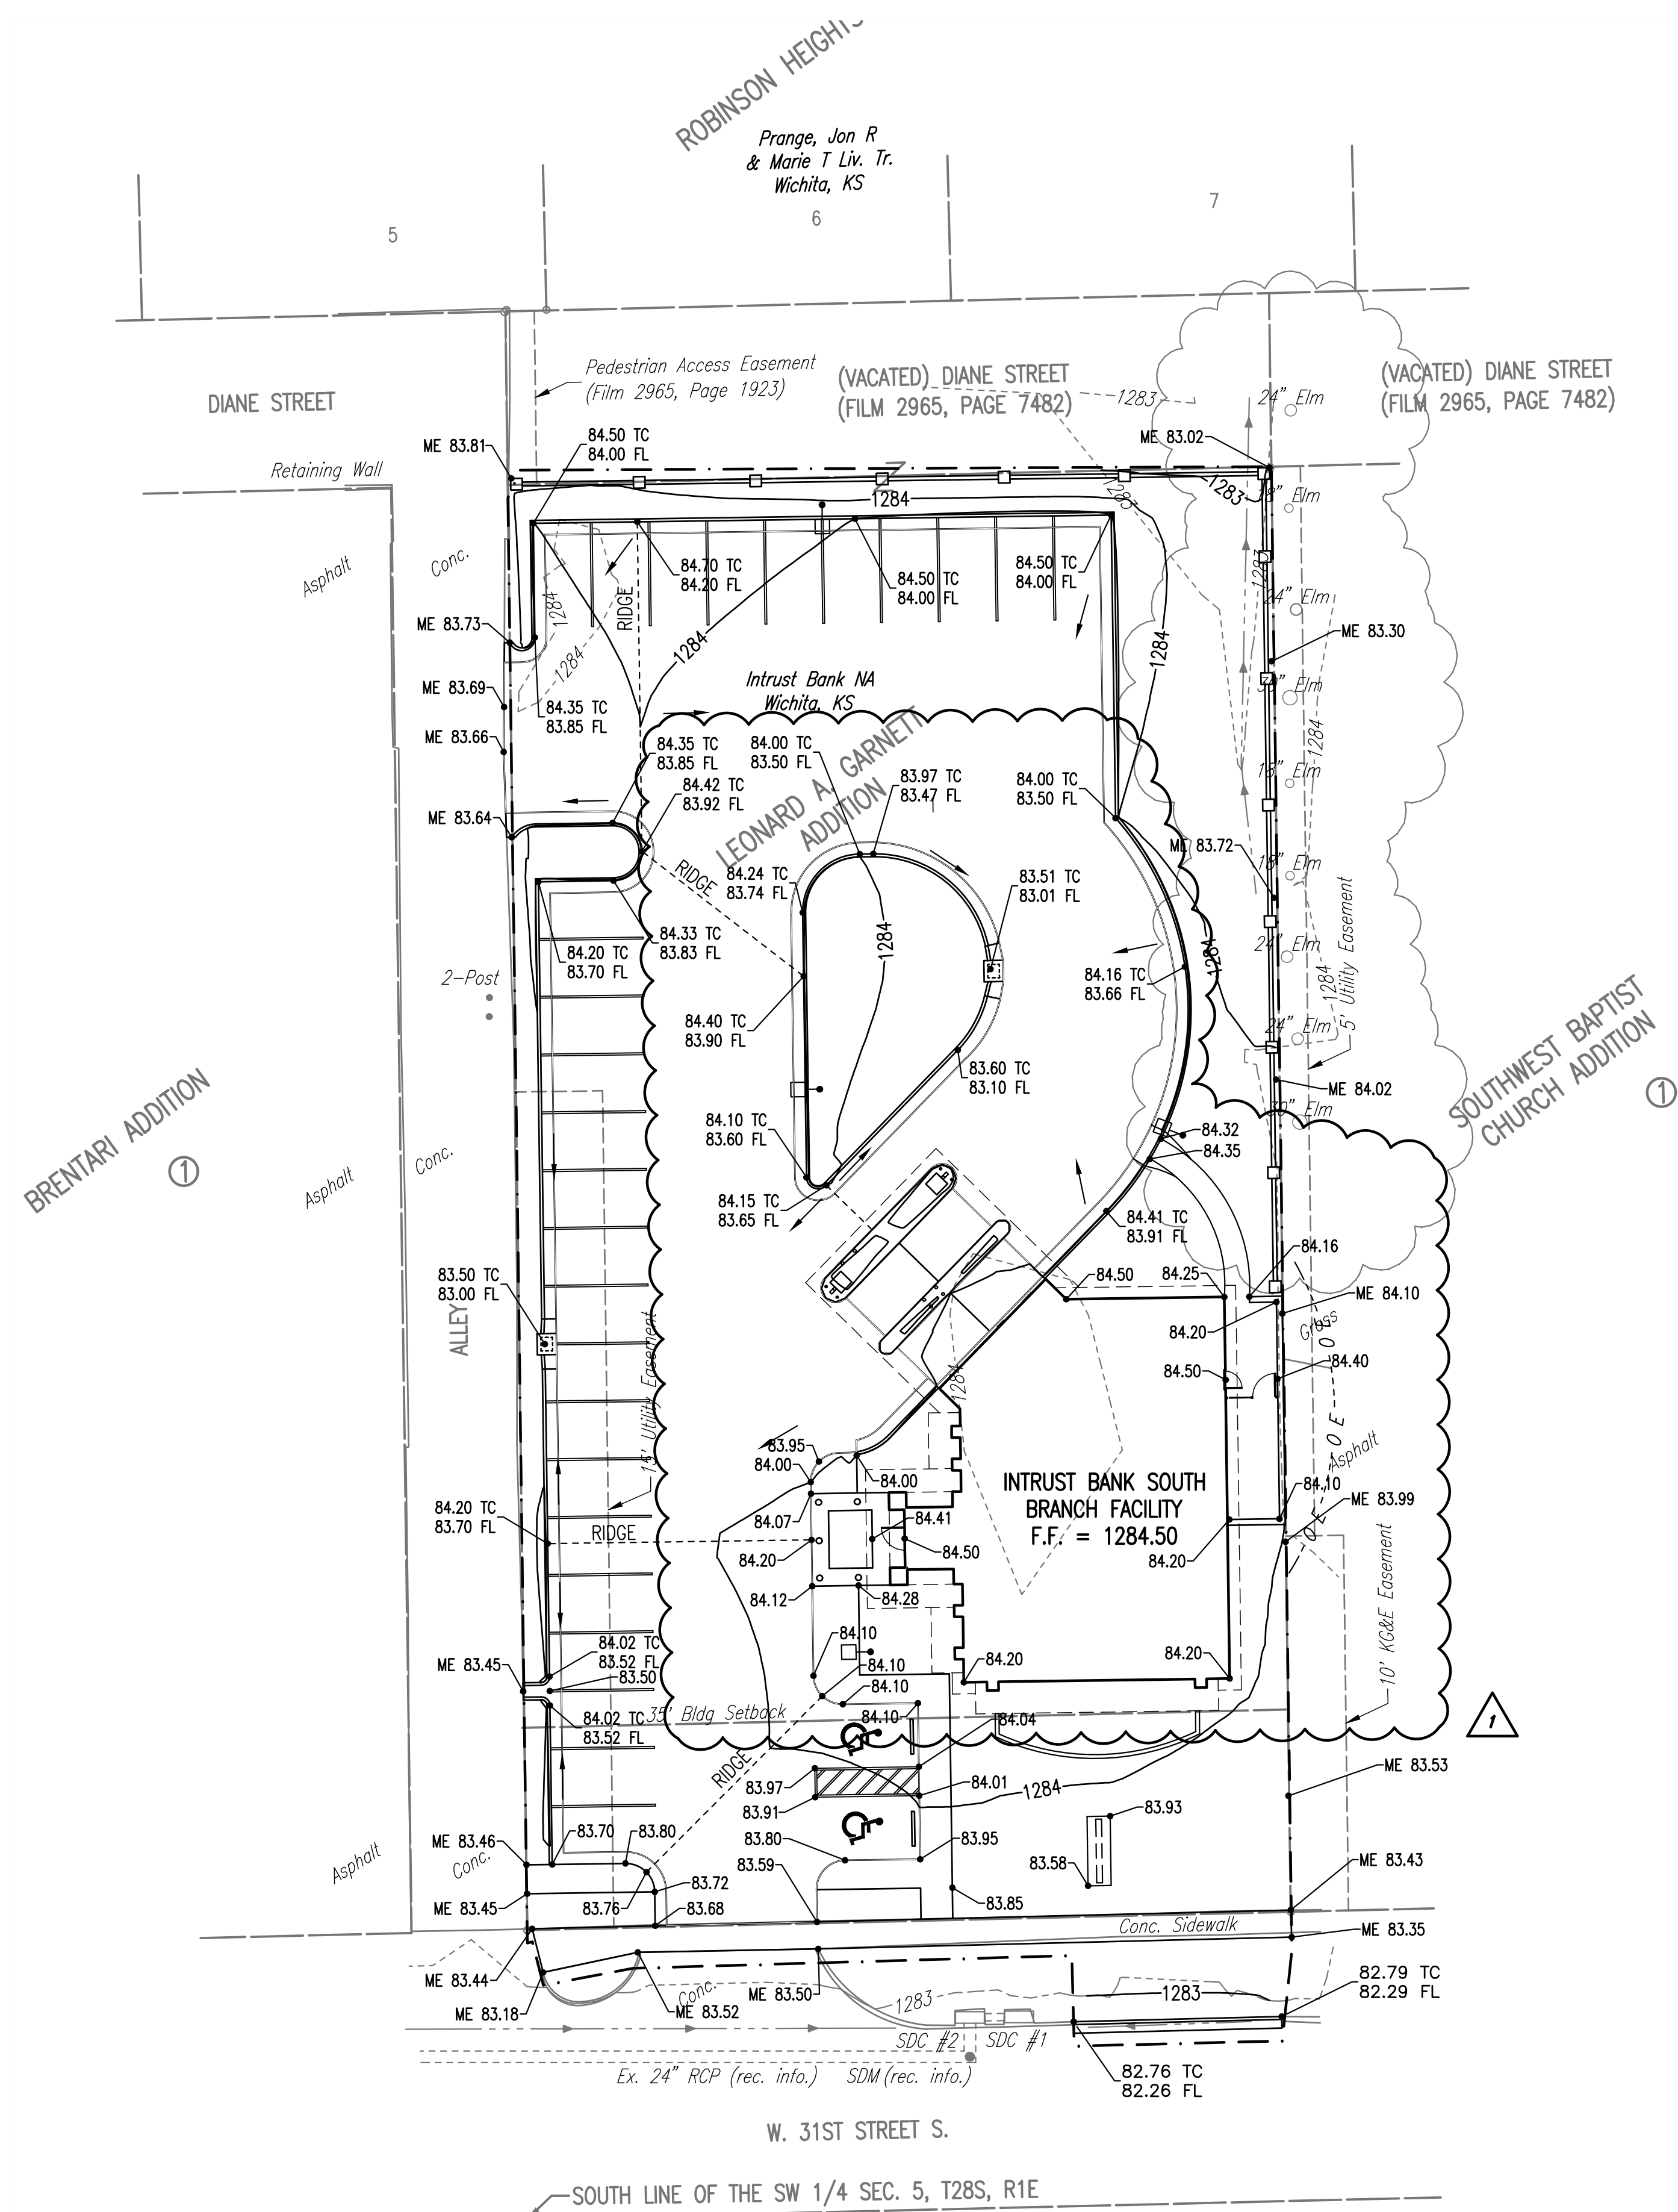 ROBINSON HEIGHTS
Prange, Jon R
& Marie T Liv. Tr.
Wichita, KS
5
6
7
DIANE STREET
Pedestrian Access Easement
(Film 2965, Page 1923)
(VACATED) DIANE STREET
(FILM 2965, PAGE 7482)
1283
24" Elm
(VACATED) DIANE STREET
(FILM 2965, PAGE 7482)
ME 83.81
84.50 TC
84.00 FL
ME 83.02
Retaining Wall
1284
1283
1283
18" Elm
Asphalt
Conc.
84.70 TC
84.20 FL
84.50 TC
84.00 FL
84.50 TC
84.00 FL
1283
24" Elm
RIDGE
1284
1284
1284
1284
ME 83.73
ME 83.30
ME 83.69
Intrust Bank NA
Wichita, KS
30" Elm
84.35 TC
83.85 FL
ME 83.66
1284
84.35 TC
83.85 FL
84.00 TC
83.50 FL
83.97 TC
83.47 FL
84.00 TC
83.50 FL
18" Elm
84.42 TC
83.92 FL
LEONARD A. GARNETT
ADDITION
ME 83.64
ME 83.72
18" Elm
RIDGE
84.24 TC
83.74 FL
83.51 TC
83.01 FL
84.33 TC
83.83 FL
84.20 TC
83.70 FL
1284
1284
24" Elm
5' Utility Easement
2-Post
84.16 TC
83.66 FL
1284
84.40 TC
83.90 FL
24" Elm
SOUTHWEST BAPTIST
CHURCH ADDITION
1
BRENTARI ADDITION
1
83.60 TC
83.10 FL
ME 84.02
30" Elm
84.10 TC
83.60 FL
84.32
84.35
Asphalt
Conc.
84.15 TC
83.65 FL
84.41 TC
83.91 FL
84.16
83.50 TC
83.00 FL
84.50
84.25
ME 84.10
ALLEY
15' Utility Easement
84.20
Grass
OE
OE
OE
84.50
84.40
1284
Asphalt
83.95
84.00
84.00
INTRUST BANK SOUTH
BRANCH FACILITY
F.F. = 1284.50
84.10
ME 83.99
84.20 TC
83.70 FL
RIDGE
84.07
84.41
84.20
84.50
84.20
10' KG&E Easement
84.12
84.28
84.10
84.02 TC
83.52 FL
84.10
84.20
84.20
ME 83.45
83.50
84.10
84.02 TC
83.52 FL
35' Bldg Setback
84.10
84.04
1
RIDGE
83.97
84.01
1284
ME 83.53
83.91
83.93
ME 83.46
83.70
83.80
83.80
83.95
Asphalt
Conc.
83.59
83.58
ME 83.43
83.72
83.85
ME 83.45
83.76
83.68
Conc. Sidewalk
ME 83.35
ME 83.44
82.79 TC
82.29 FL
Conc.
ME 83.50
1283
1283
ME 83.18
ME 83.52
SDC #2
SDC #1
Ex. 24" RCP (rec. info.)
SDM (rec. info.)
82.76 TC
82.26 FL
W. 31ST STREET S.
SOUTH LINE OF THE SW 1/4 SEC. 5, T28S, R1E